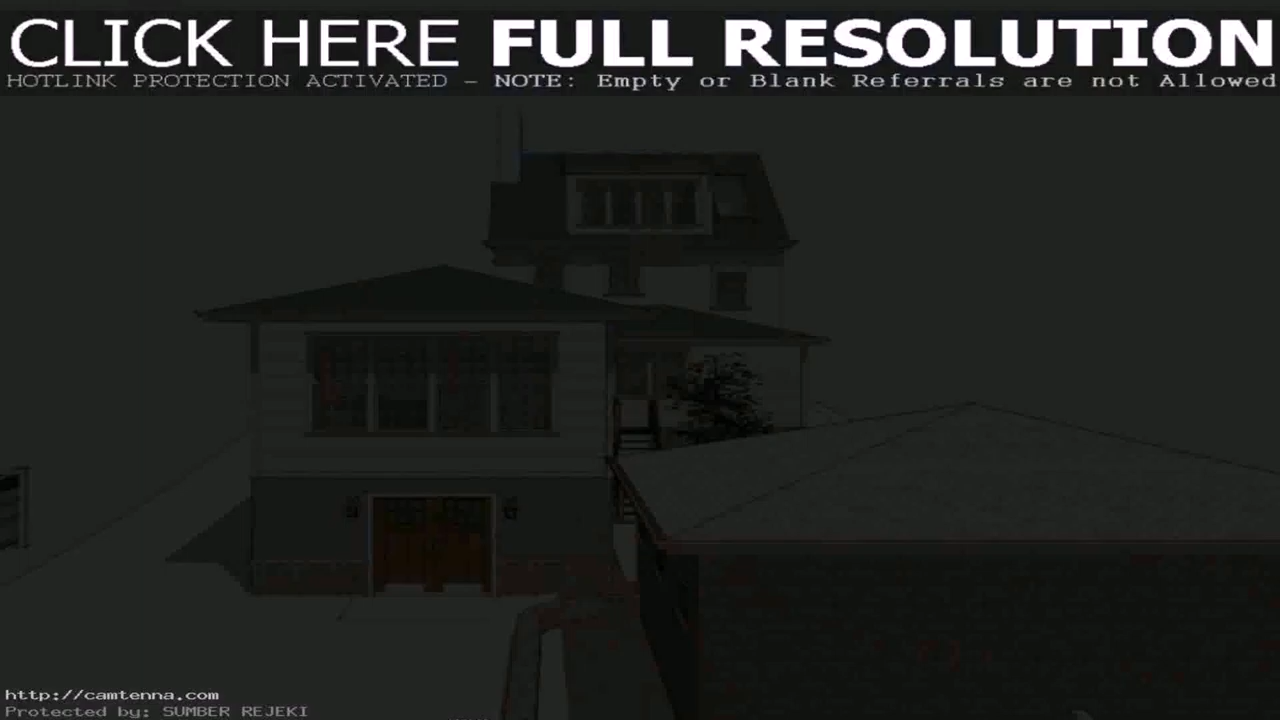 CLICK HERE FULL RESOLUTION
HOTLINK PROTECTION ACTIVATED - NOTE: Empty or Blank Referrals are not Allowed
http://camtenna.com
Protected by: SUMBER REJEKI